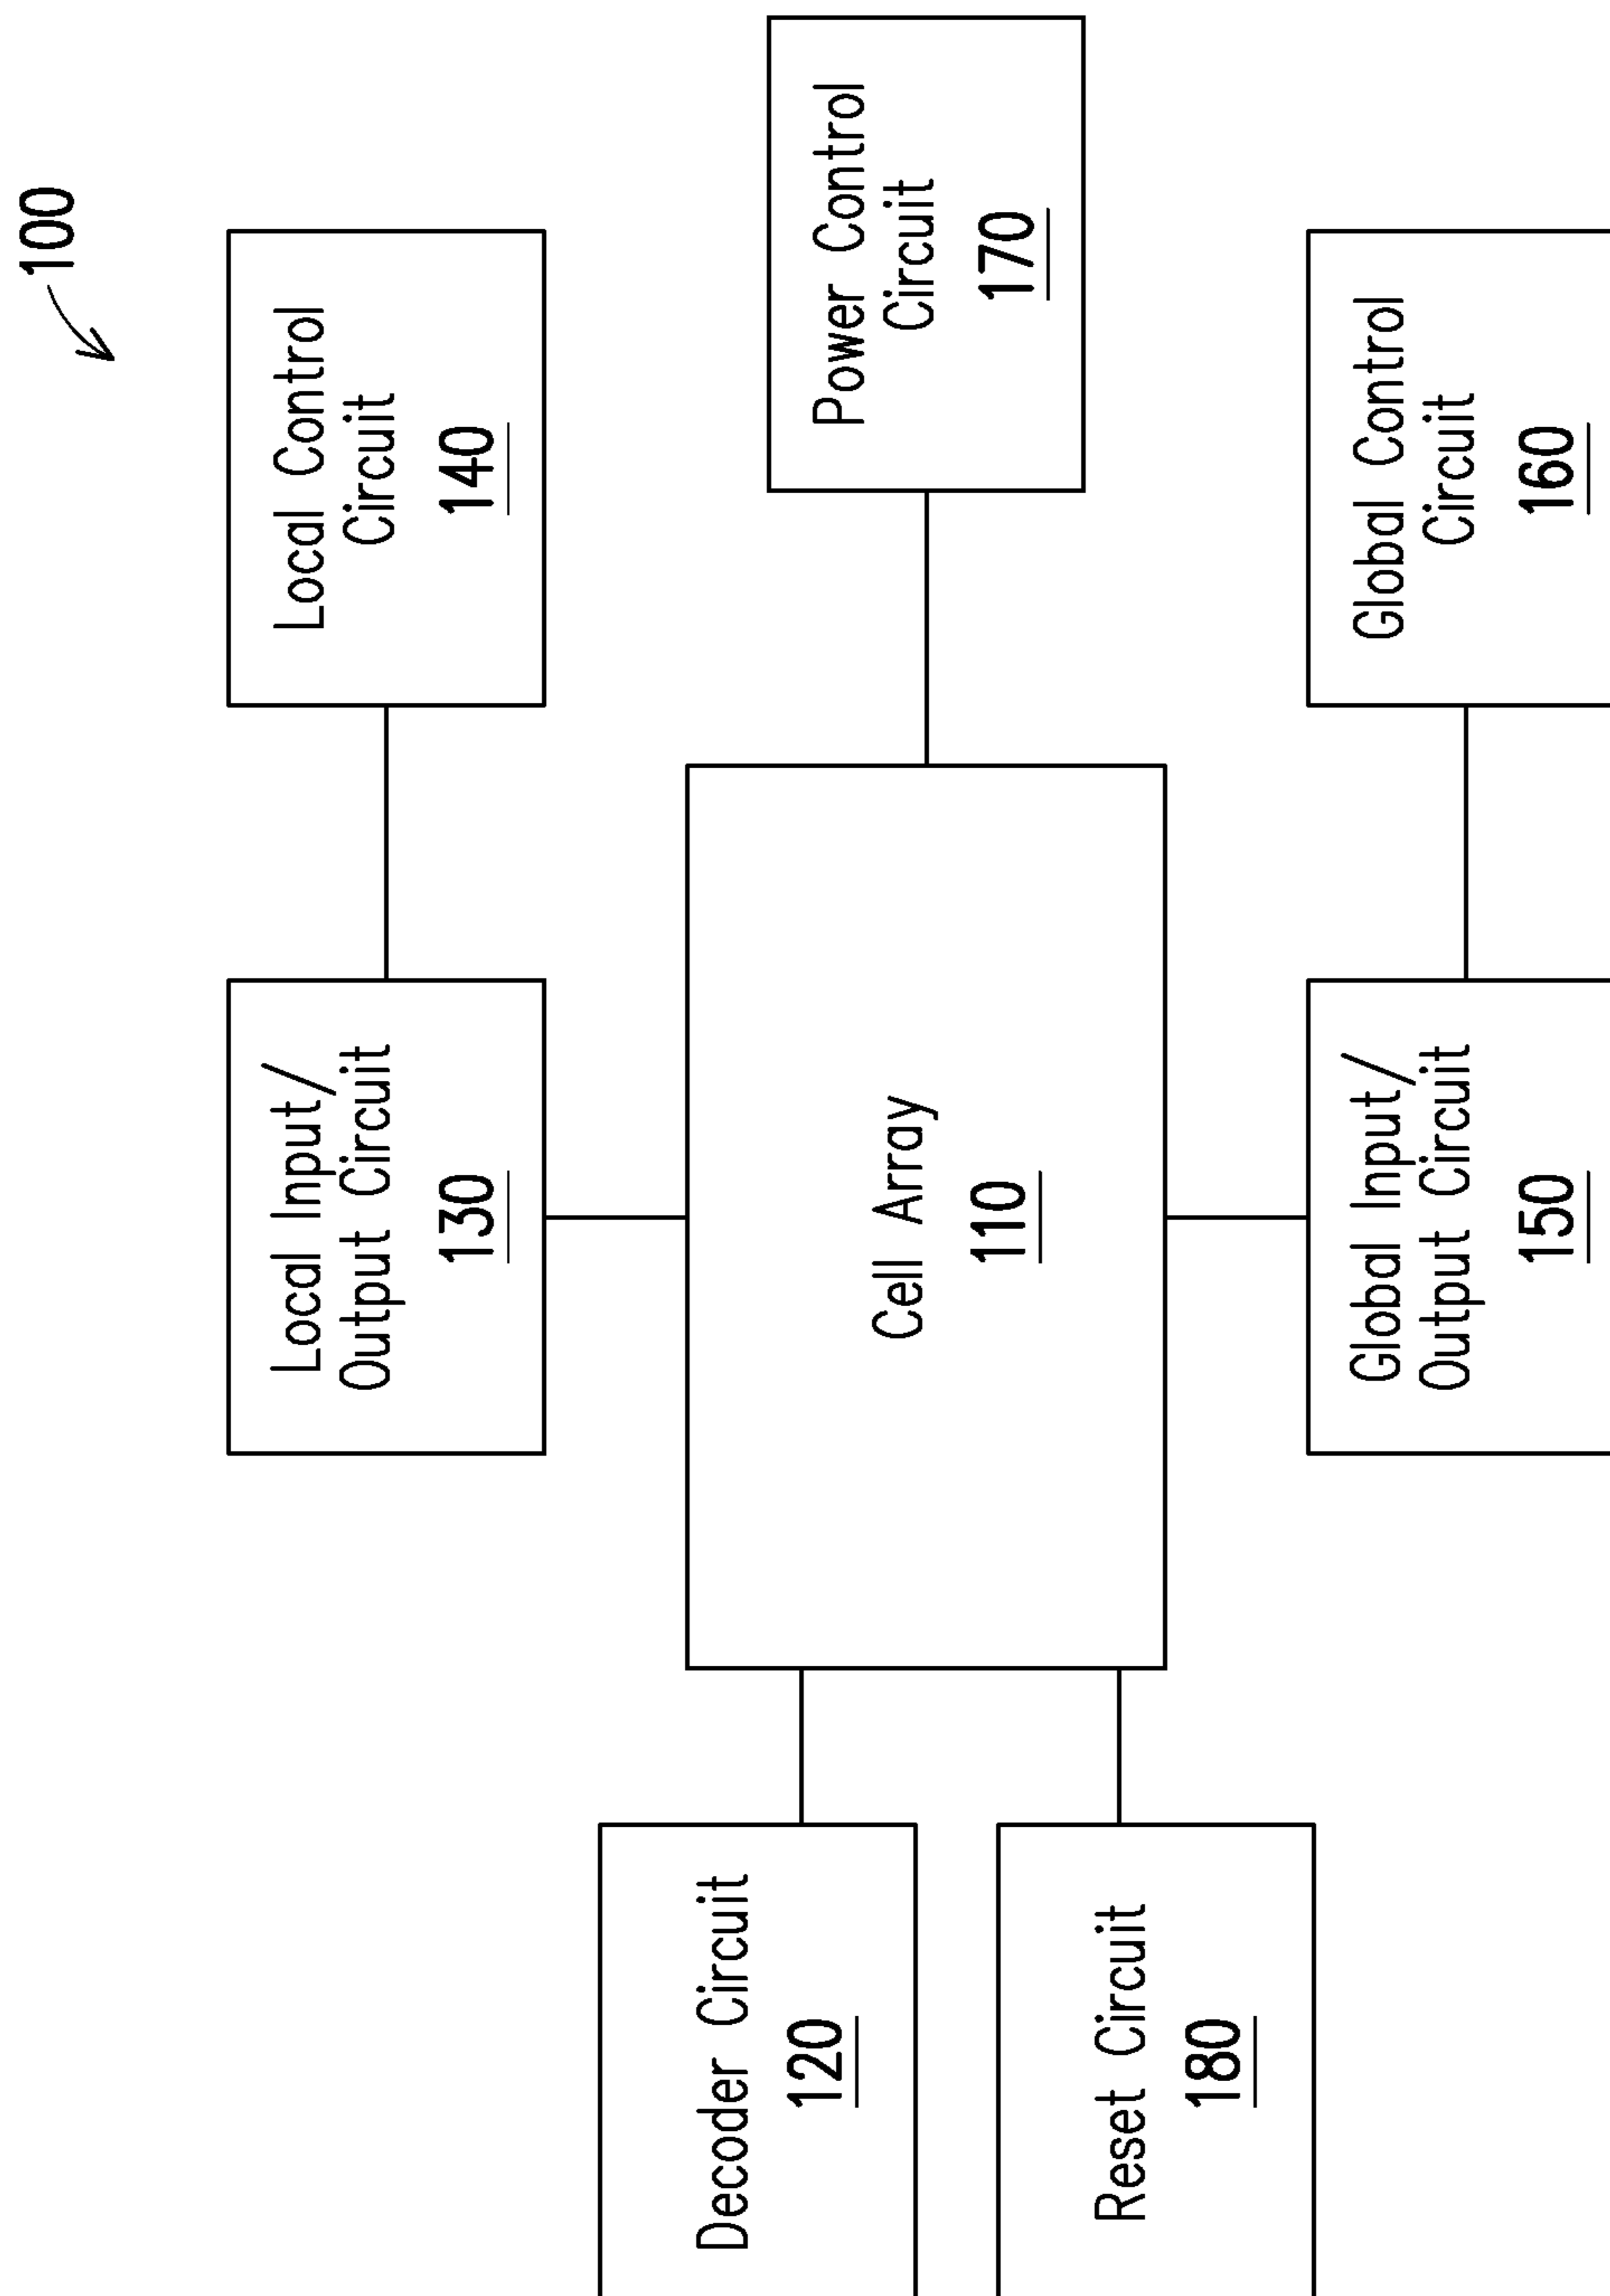 100
Local Input/
Output Circuit
130
Local Control
Circuit
140
Decoder Circuit
120
Cell Array
110
Power Control
Circuit
170
Reset Circuit
180
Global Input/
Output Circuit
150
Global Control
Circuit
160